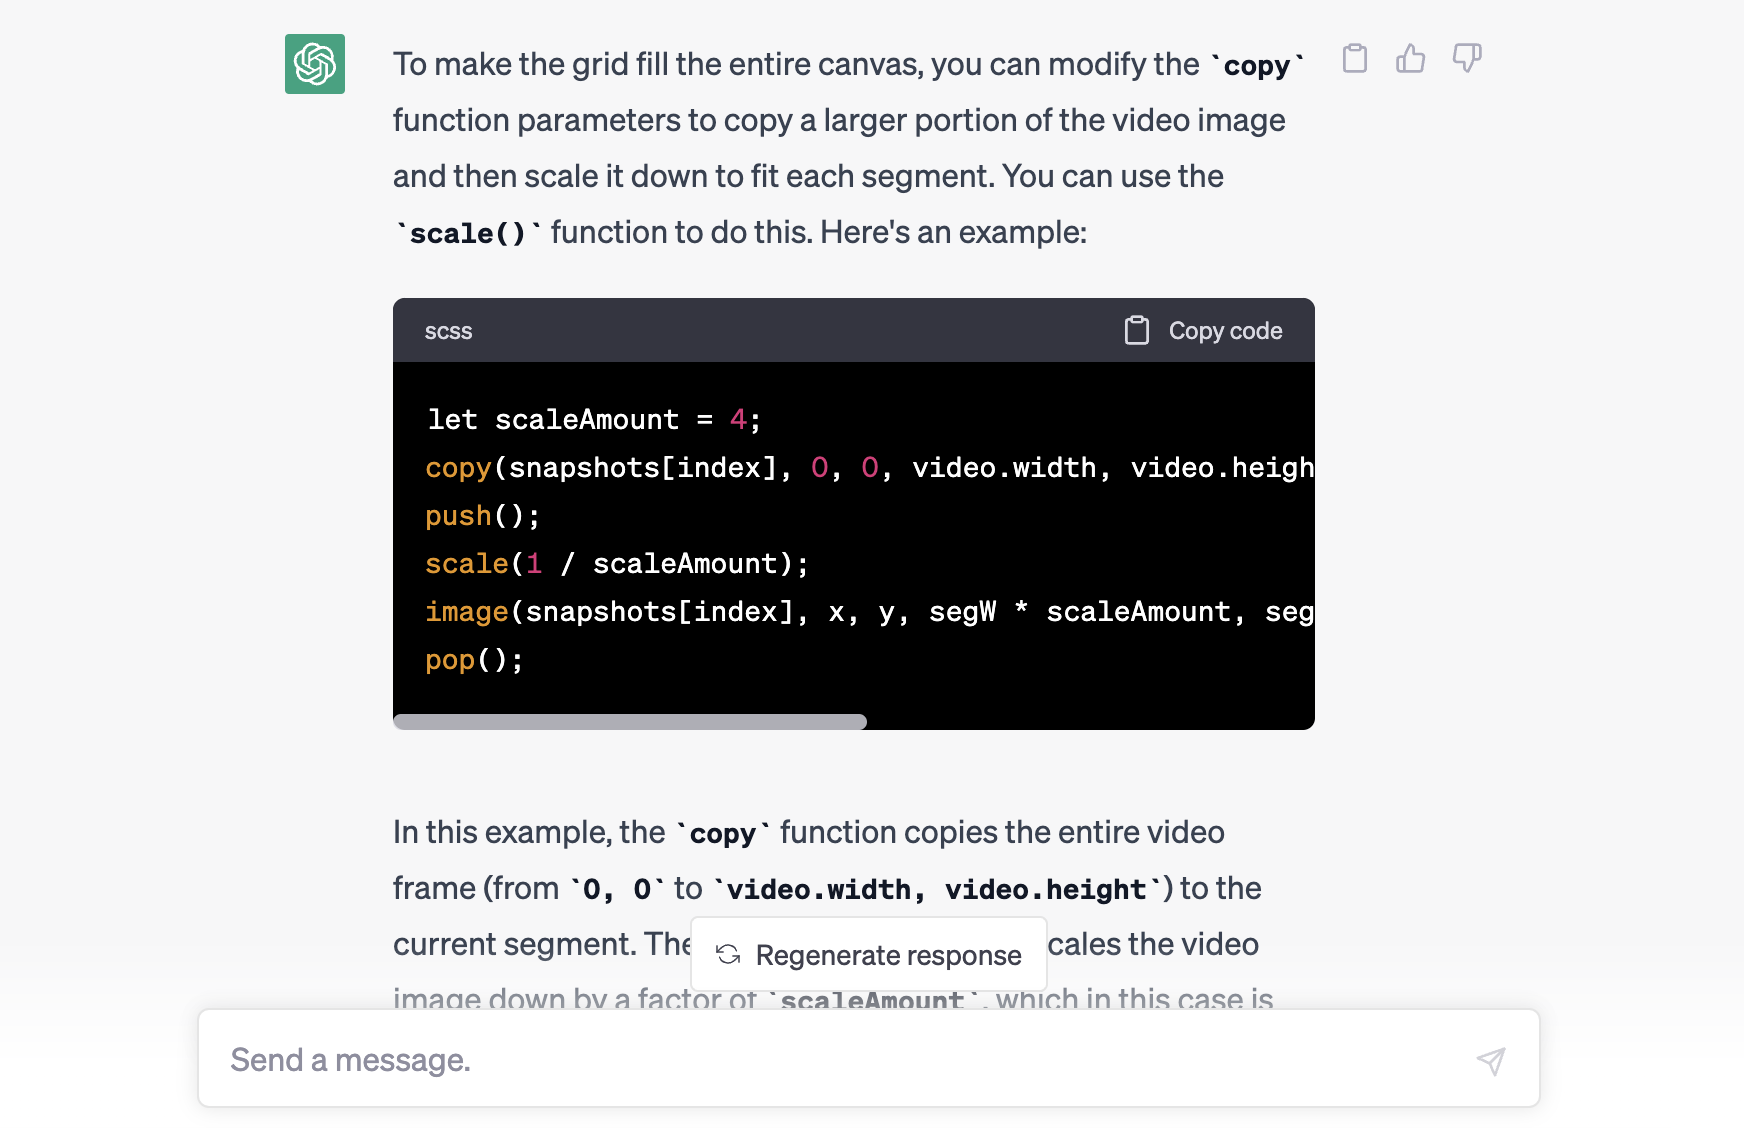 To make the grid fill the entire canvas, you can modify the `copy`
function parameters to copy a larger portion of the video image
and then scale it down to fit each segment. You can use the
`scale()` function to do this. Here's an example:
scss
Copy code
let scaleAmount = 4;
copy(snapshots[index], 0, 0, video.width, video.heigh
push();
scale(1 / scaleAmount);
image(snapshots[index], x, y, segW * scaleAmount, seg
pop();
In this example, the `copy` function copies the entire video
frame (from `0, 0` to `video.width, video.height`) to the
current segment. The
Regenerate response
cales the video
image down by a factor of `scaleAmount`, which in this case is
Send a message.